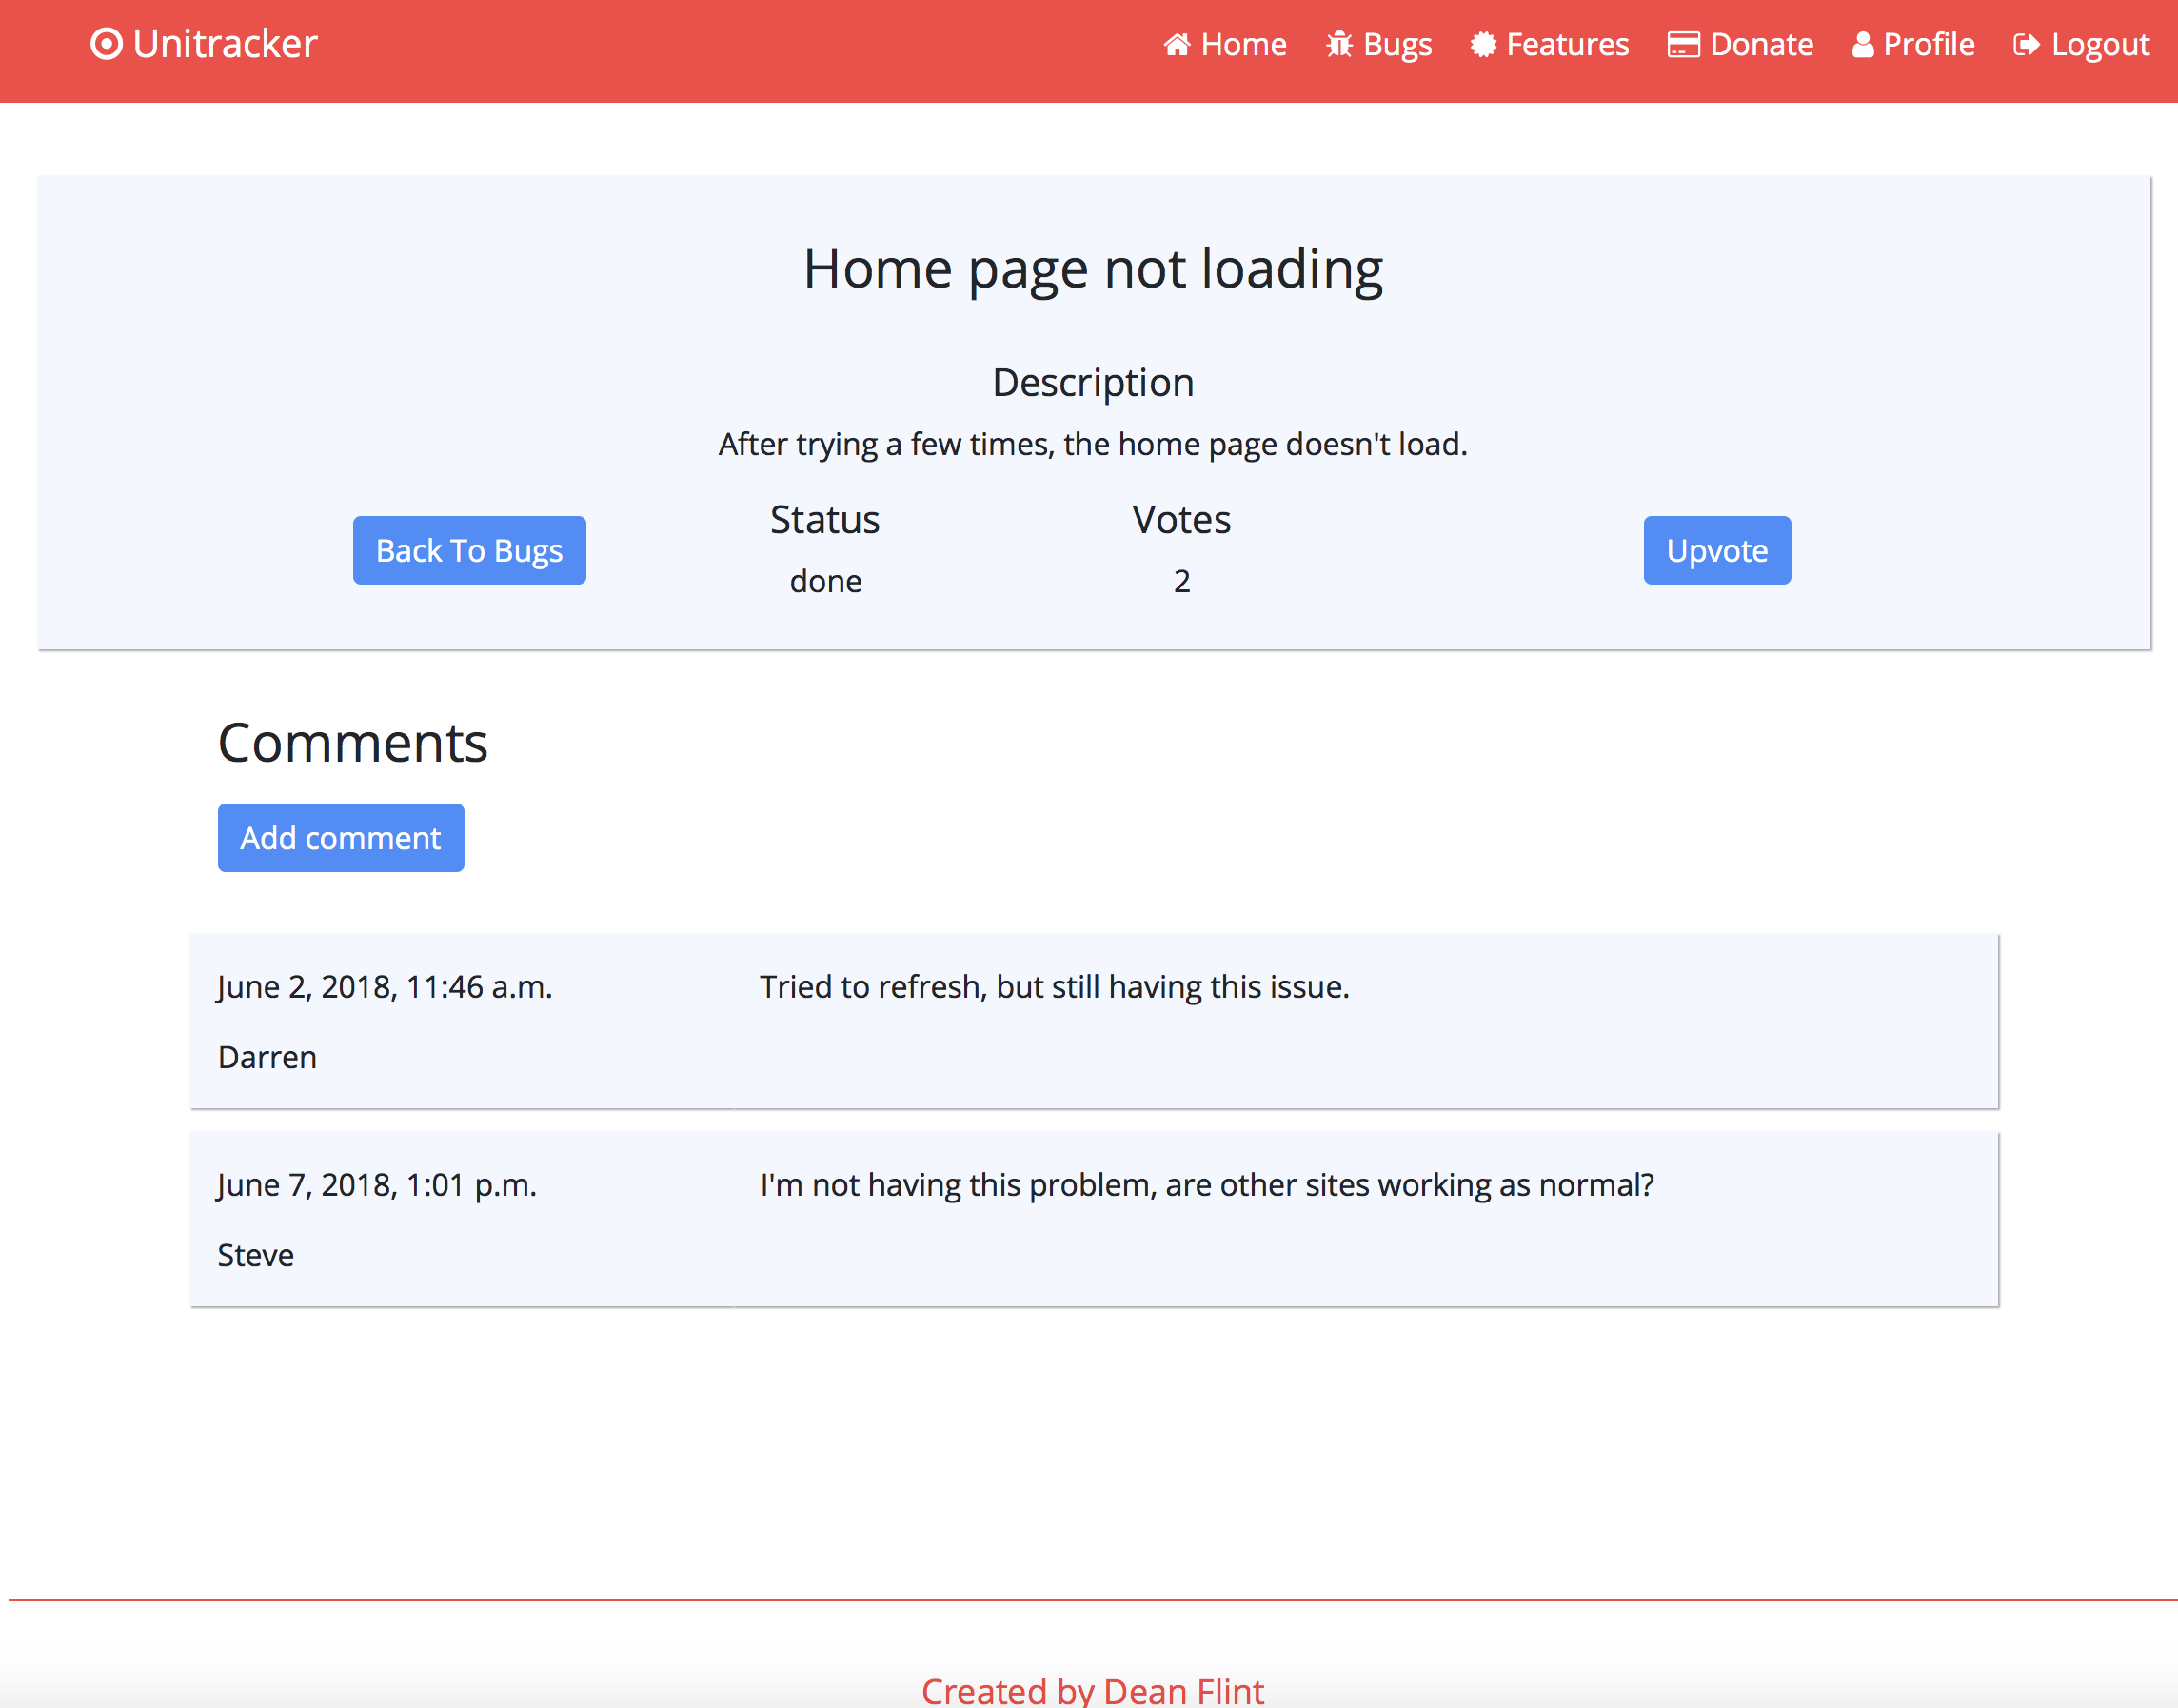 Unitracker Home Bugs Features Donate Profile Logout
Home page not loading
Description
After trying a few times, the home page doesn't load.
Back To Bugs
Status
done
Votes
2
Upvote
Comments
Add comment
June 2, 2018, 11:46 a.m.
Darren
Tried to refresh, but still having this issue.
June 7, 2018, 1:01 p.m.
Steve
I'm not having this problem, are other sites working as normal?
Created by Dean Flint